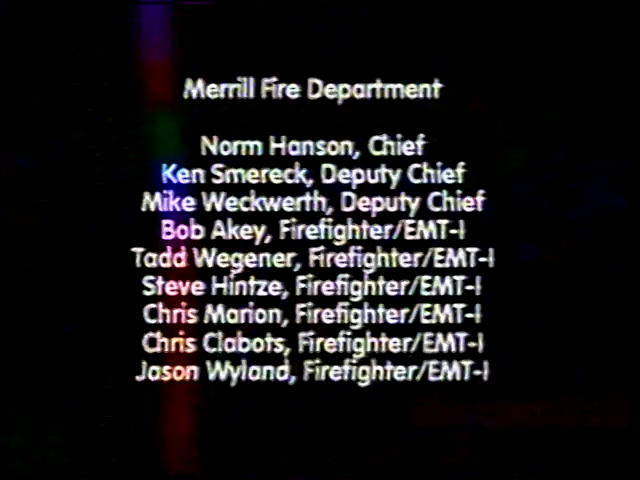 Merrill Fire Department
Norm Hanson, Chief
Ken Smereck, Deputy Chief
Mike Weckwerth, Deputy Chief
Bob Akey, Firefighter/EMT-I
Tadd Wegener, Firefighter/EMT-I
Steve Hintze, Firefighter/EMT-I
Chris Marion, Firefighter/EMT-I
Chris Clabots, Firefighter/EMT-I
Jason Wyland, Firefighter/EMT-I